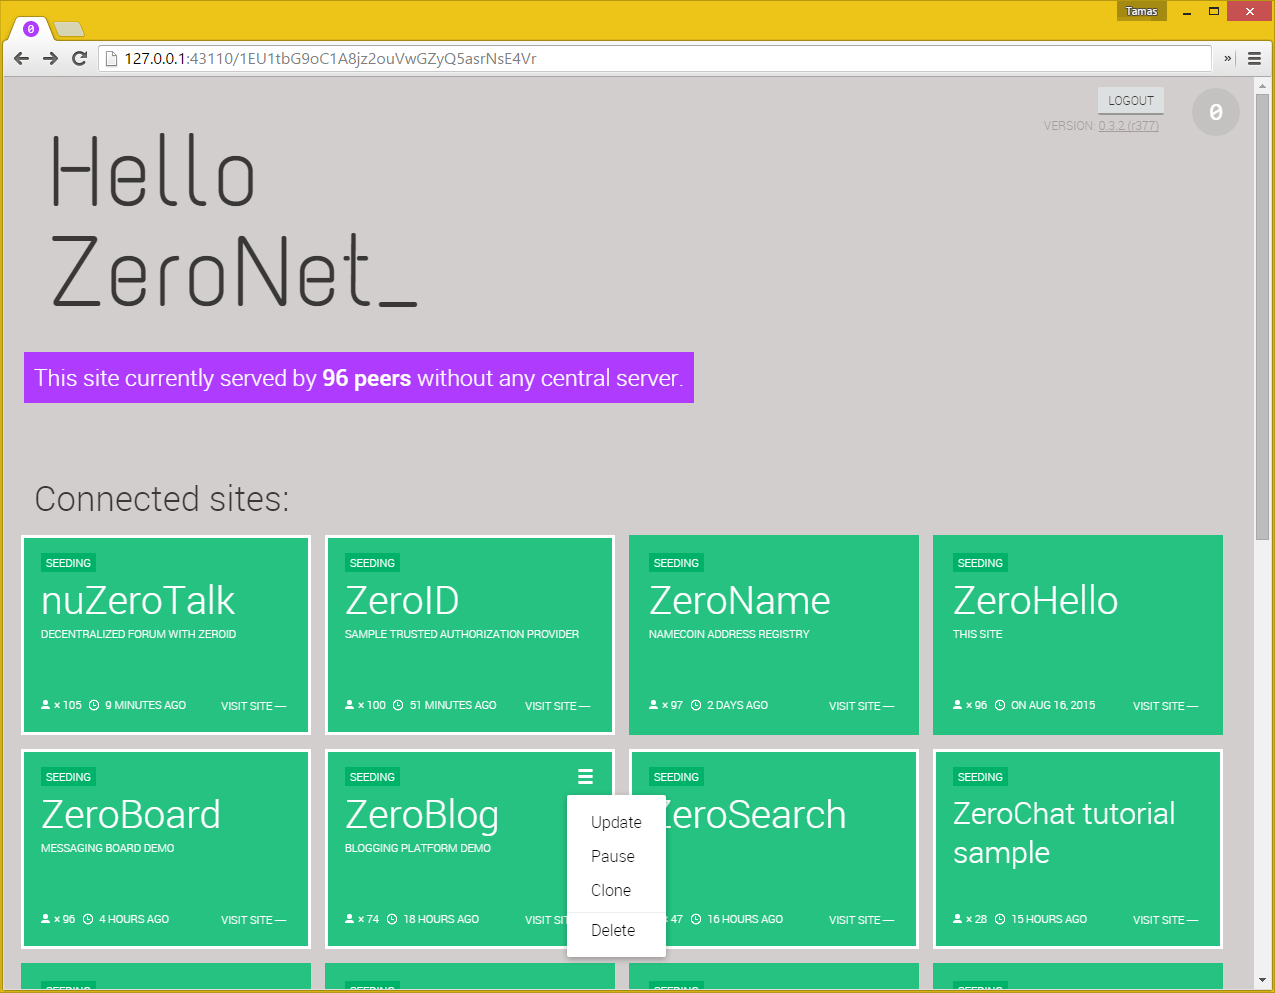 Tamas
0
127.0.0.1:43110/1EU1tbG9oC1A8jz2ouVwGZyQ5asrNsE4Vr
»
LOGOUT
0
VERSION: 0.3.2 (r377)
Hello
ZeroNet_
This site currently served by 96 peers without any central server.
Connected sites:
SEEDING
nuZeroTalk
DECENTRALIZED FORUM WITH ZEROID
× 105 9 MINUTES AGO VISIT SITE —
SEEDING
ZeroID
SAMPLE TRUSTED AUTHORIZATION PROVIDER
× 100 51 MINUTES AGO VISIT SITE —
SEEDING
ZeroName
NAMECOIN ADDRESS REGISTRY
× 97 2 DAYS AGO VISIT SITE —
SEEDING
ZeroHello
THIS SITE
× 96 ON AUG 16, 2015 VISIT SITE —
SEEDING
ZeroBoard
MESSAGING BOARD DEMO
× 96 4 HOURS AGO VISIT SITE —
SEEDING
ZeroBlog
BLOGGING PLATFORM DEMO
× 74 18 HOURS AGO VISIT
Update
Pause
Clone
Delete
SEEDING
ZeroSearch
47 16 HOURS AGO VISIT SITE —
SEEDING
ZeroChat tutorial
sample
× 28 15 HOURS AGO VISIT SITE —